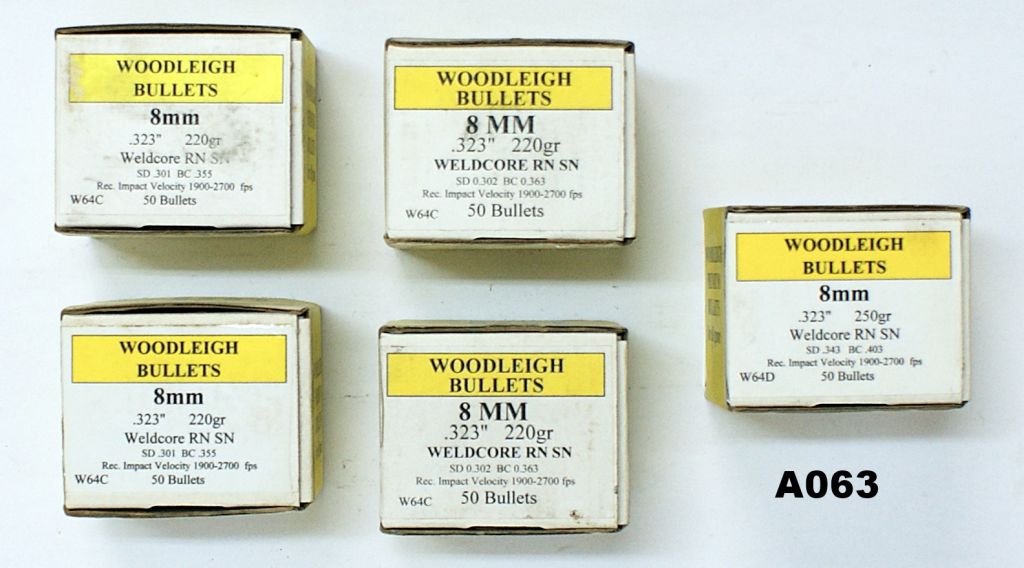 WOODLEIGH
BULLETS
8mm
.323" 220gr
Weldcore RN SN
SD .301 BC .355
Rec. Impact Velocity 1900-2700 fps
W64C 50 Bullets
WOODLEIGH
BULLETS
8 MM
.323" 220gr
WELDCORE RN SN
SD 0.302 BC 0.363
Rec. Impact Velocity 1900-2700 fps
W64C 50 Bullets
WOODLEIGH
BULLETS
8mm
.323" 250gr
Weldcore RN SN
SD .343 BC .403
Rec. Impact Velocity 1900-2700 fps
W64D 50 Bullets
WOODLEIGH
BULLETS
8mm
.323" 220gr
Weldcore RN SN
SD .301 BC .355
Rec. Impact Velocity 1900-2700 fps
W64C 50 Bullets
WOODLEIGH
BULLETS
8 MM
.323" 220gr
WELDCORE RN SN
SD 0.302 BC 0.363
Rec. Impact Velocity 1900-2700 fps
W64C 50 Bullets
A063